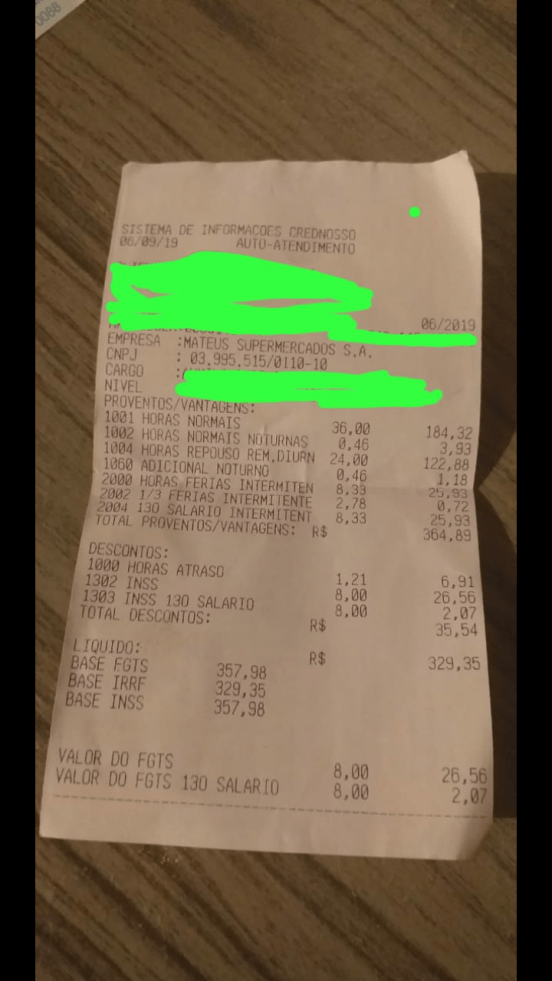 0088
SISTEMA DE INFORMACOES CREDNOSSO
06/09/19 AUTO-ATENDIMENTO
06/2019
EMPRESA :MATEUS SUPERMERCADOS S.A.
CNPJ : 03.995.515/0110-10
CARGO :
NIVEL
PROVENTOS/VANTAGENS:
1001 HORAS NORMAIS 36,00 184,32
1002 HORAS NORMAIS NOTURNAS 0,46 3,93
1004 HORAS REPOUSO REM.DIURN 24,00 122,88
1060 ADICIONAL NOTURNO 0,46 1,18
2000 HORAS FERIAS INTERMITEN 8,33 25,93
2002 1/3 FERIAS INTERMITENTE 2,78 0,72
2004 13O SALARIO INTERMITENT 8,33 25,93
TOTAL PROVENTOS/VANTAGENS: R$ 364,89
DESCONTOS:
1000 HORAS ATRASO 1,21 6,91
1302 INSS 8,00 26,56
1303 INSS 13O SALARIO 8,00 2,07
TOTAL DESCONTOS: R$ 35,54
LIQUIDO: R$ 329,35
BASE FGTS 357,98
BASE IRRF 329,35
BASE INSS 357,98
VALOR DO FGTS 8,00 26,56
VALOR DO FGTS 13O SALARIO 8,00 2,07